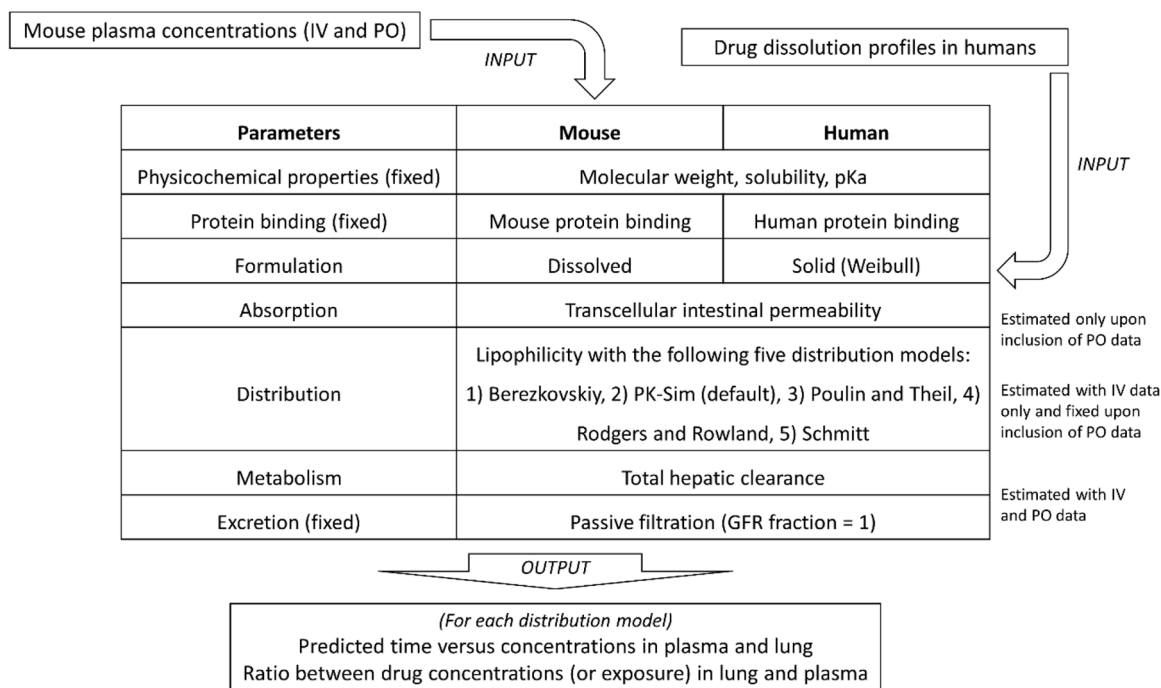 Mouse plasma concentrations (IV and PO)
INPUT
Drug dissolution profiles in humans
INPUT
Parameters
Mouse
Human
Physicochemical properties (fixed)
Molecular weight, solubility, pKa
Protein binding (fixed)
Mouse protein binding
Human protein binding
Formulation
Dissolved
Solid (Weibull)
Absorption
Transcellular intestinal permeability
Estimated only upon
inclusion of PO data
Distribution
Lipophilicity with the following five distribution models:
1) Berezkovskiy, 2) PK-Sim (default), 3) Poulin and Theil, 4)
Rodgers and Rowland, 5) Schmitt
Estimated with IV data
only and fixed upon
inclusion of PO data
Metabolism
Total hepatic clearance
Estimated with IV
and PO data
Excretion (fixed)
Passive filtration (GFR fraction = 1)
OUTPUT
(For each distribution model)
Predicted time versus concentrations in plasma and lung
Ratio between drug concentrations (or exposure) in lung and plasma